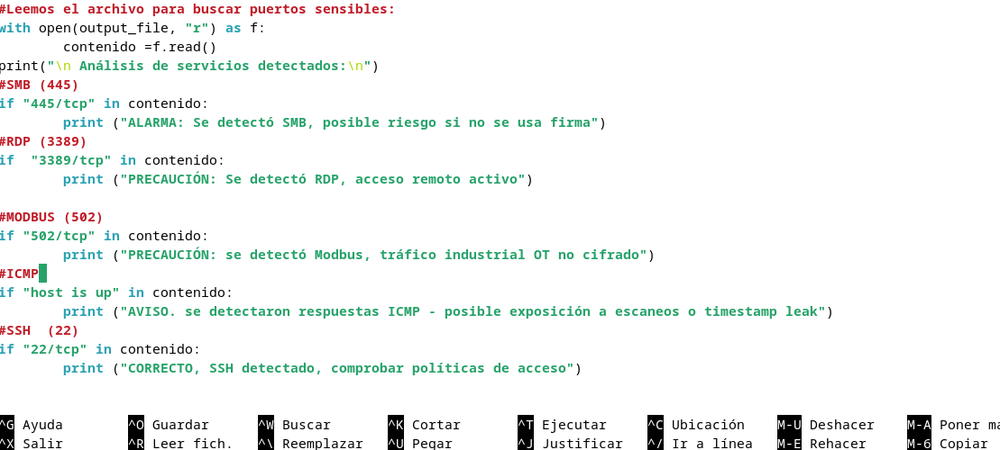 #Leemos el archivo para buscar puertos sensibles:
with open(output_file, "r") as f:
        contenido =f.read()
print("\n Análisis de servicios detectados:\n")
#SMB (445)
if "445/tcp" in contenido:
        print ("ALARMA: Se detectó SMB, posible riesgo si no se usa firma")
#RDP (3389)
if  "3389/tcp" in contenido:
        print ("PRECAUCIÓN: Se detectó RDP, acceso remoto activo")

#MODBUS (502)
if "502/tcp" in contenido:
        print ("PRECAUCIÓN: se detectó Modbus, tráfico industrial OT no cifrado")
#ICMP
if "host is up" in contenido:
        print ("AVISO. se detectaron respuestas ICMP - posible exposición a escaneos o timestamp leak")
#SSH  (22)
if "22/tcp" in contenido:
        print ("CORRECTO, SSH detectado, comprobar políticas de acceso")

^G Ayuda ^O Guardar ^W Buscar ^K Cortar ^T Ejecutar ^C Ubicación M-U Deshacer M-A Poner ma
^X Salir ^R Leer fich. ^\ Reemplazar ^U Pegar ^J Justificar ^/ Ir a línea M-E Rehacer M-6 Copiar